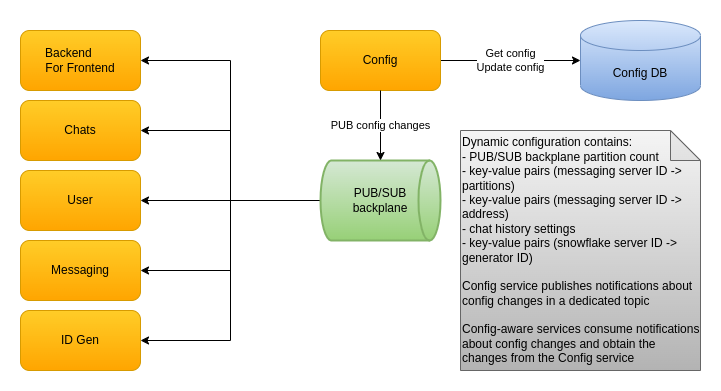 Backend
For Frontend
Config
Get config
Update config
Config DB
Chats
PUB config changes
User
PUB/SUB
backplane
Messaging
ID Gen
Dynamic configuration contains:
- PUB/SUB backplane partition count
- key-value pairs (messaging server ID ->
partitions)
- key-value pairs (messaging server ID ->
address)
- chat history settings
- key-value pairs (snowflake server ID ->
generator ID)
Config service publishes notifications about
config changes in a dedicated topic
Config-aware services consume notifications
about config changes and obtain the
changes from the Config service